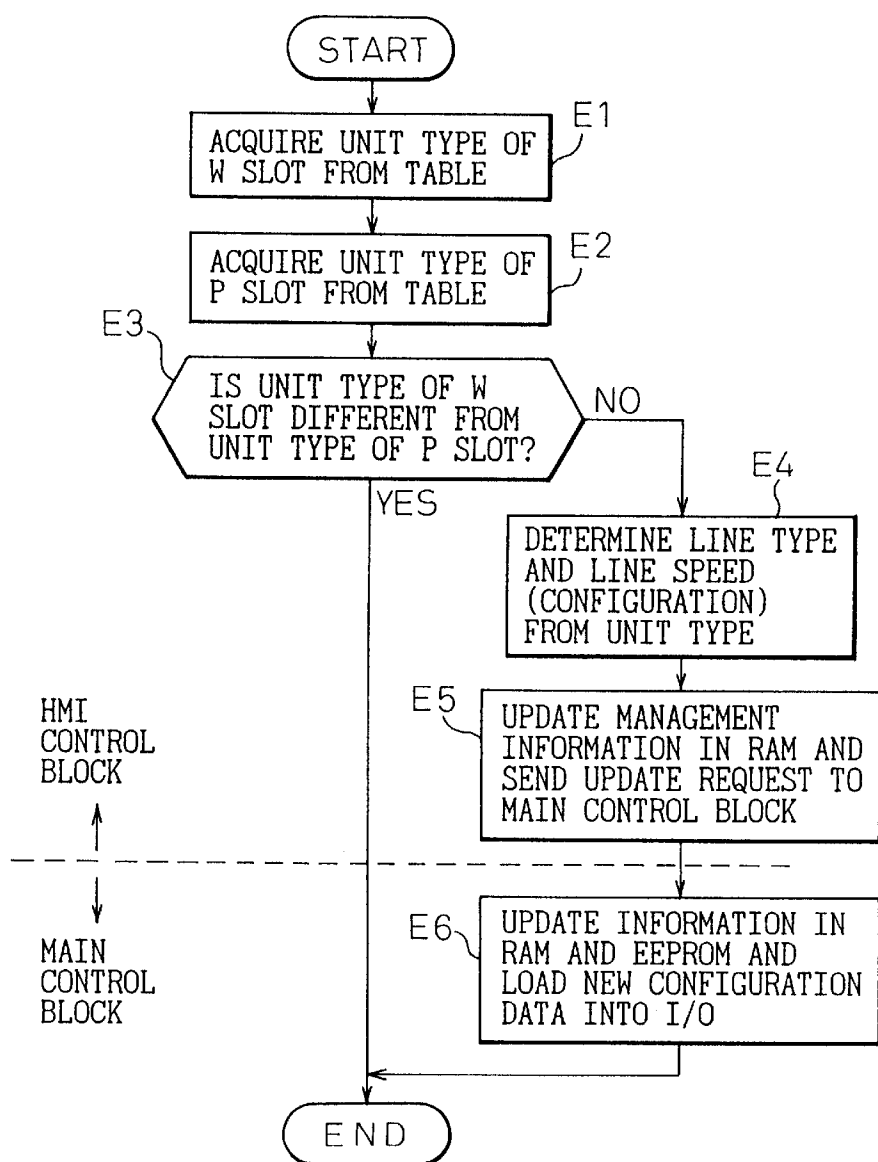 START
E1
ACQUIRE UNIT TYPE OF
W SLOT FROM TABLE
E2
ACQUIRE UNIT TYPE OF
P SLOT FROM TABLE
E3
IS UNIT TYPE OF W
SLOT DIFFERENT FROM
UNIT TYPE OF P SLOT?
NO
YES
E4
DETERMINE LINE TYPE
AND LINE SPEED
(CONFIGURATION)
FROM UNIT TYPE
E5
UPDATE MANAGEMENT
INFORMATION IN RAM AND
SEND UPDATE REQUEST TO
MAIN CONTROL BLOCK
HMI
CONTROL
BLOCK
MAIN
CONTROL
BLOCK
E6
UPDATE INFORMATION IN
RAM AND EEPROM AND
LOAD NEW CONFIGURATION
DATA INTO I/O
END